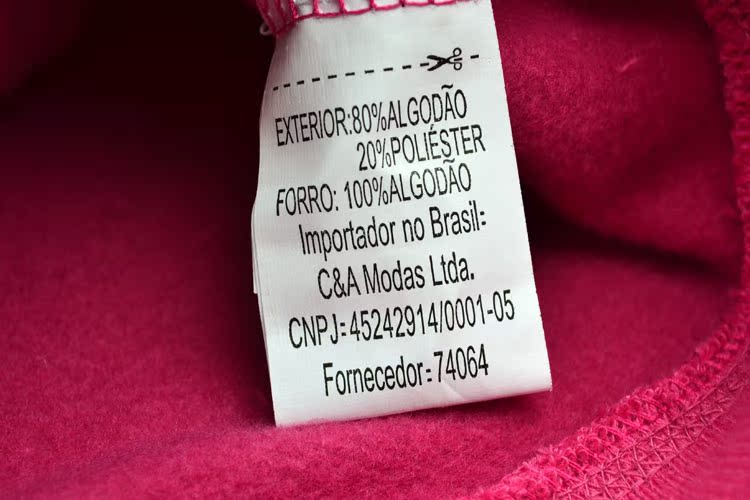 EXTERIOR:80%ALGODÃO
20%POLIÉSTER
FORRO: 100%ALGODÃO
Importador no Brasil:
C&A Modas Ltda.
CNPJ:45242914/0001-05
Fornecedor:74064